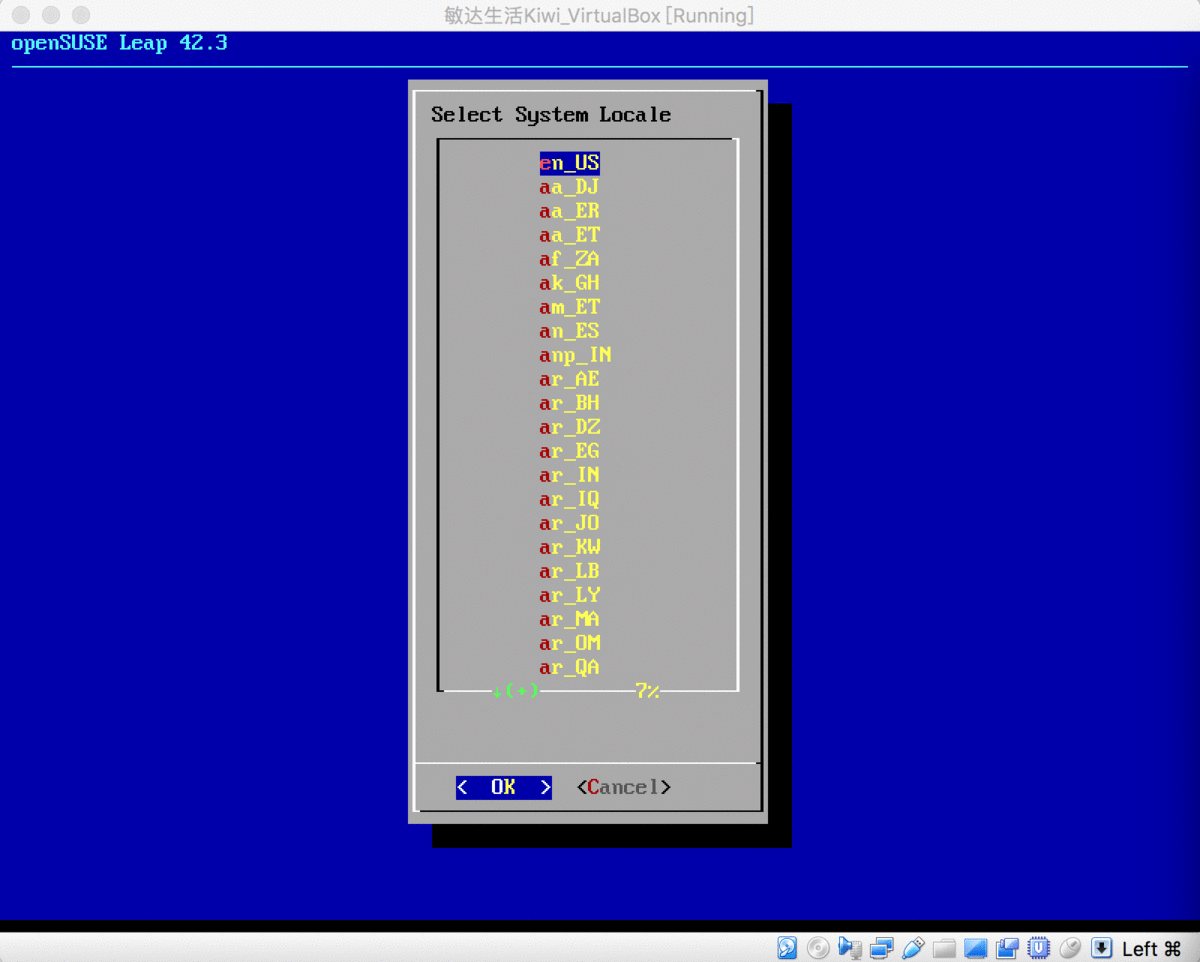 敏达生活Kiwi_VirtualBox [Running]
openSUSE Leap 42.3
Select System Locale
en_US
aa_DJ
aa_ER
aa_ET
af_ZA
ak_GH
am_ET
an_ES
anp_IN
ar_AE
ar_BH
ar_DZ
ar_EG
ar_IN
ar_IQ
ar_JO
ar_KW
ar_LB
ar_LY
ar_MA
ar_OM
ar_QA
↓(+) 7%
< OK > <Cancel>
Left ⌘